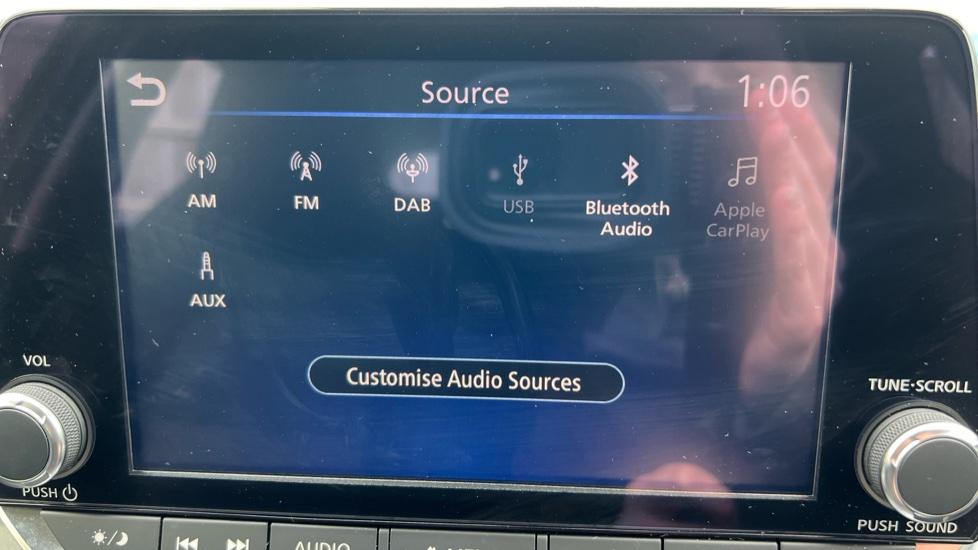 Source
1:06
AM
FM
DAB
USB
Bluetooth
Audio
Apple
CarPlay
AUX
Customise Audio Sources
VOL
PUSH
TUNE·SCROLL
PUSH SOUND
AUDIO